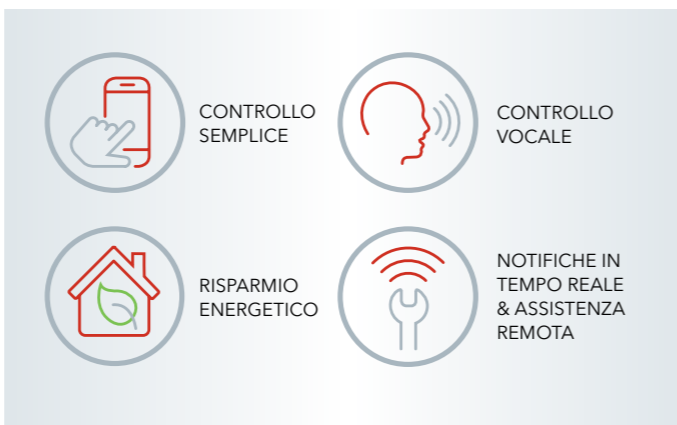 CONTROLLO
SEMPLICE
CONTROLLO
VOCALE
RISPARMIO
ENERGETICO
NOTIFICHE IN
TEMPO REALE
& ASSISTENZA
REMOTA